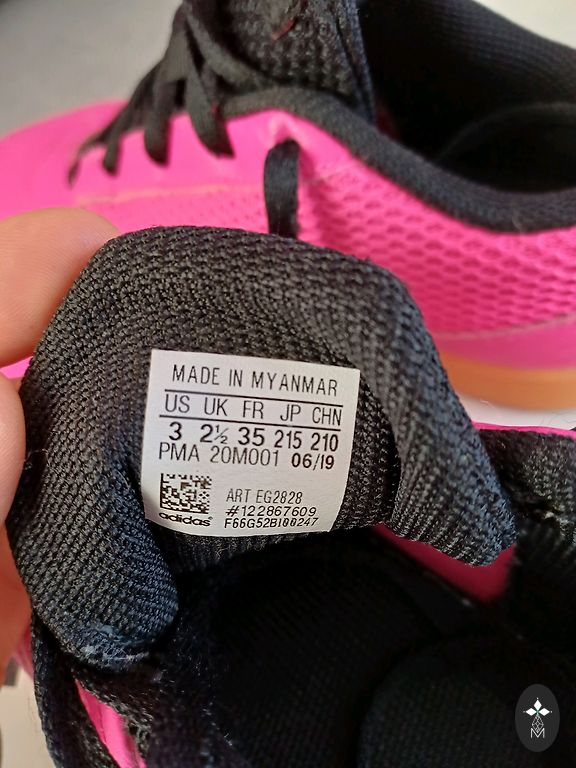 MADE IN MYANMAR
US UK FR JP CHN
3 2½ 35 215 210
PMA 20M001 06/19
ART EG2828
#122867609
adidas F66G52B100247
M